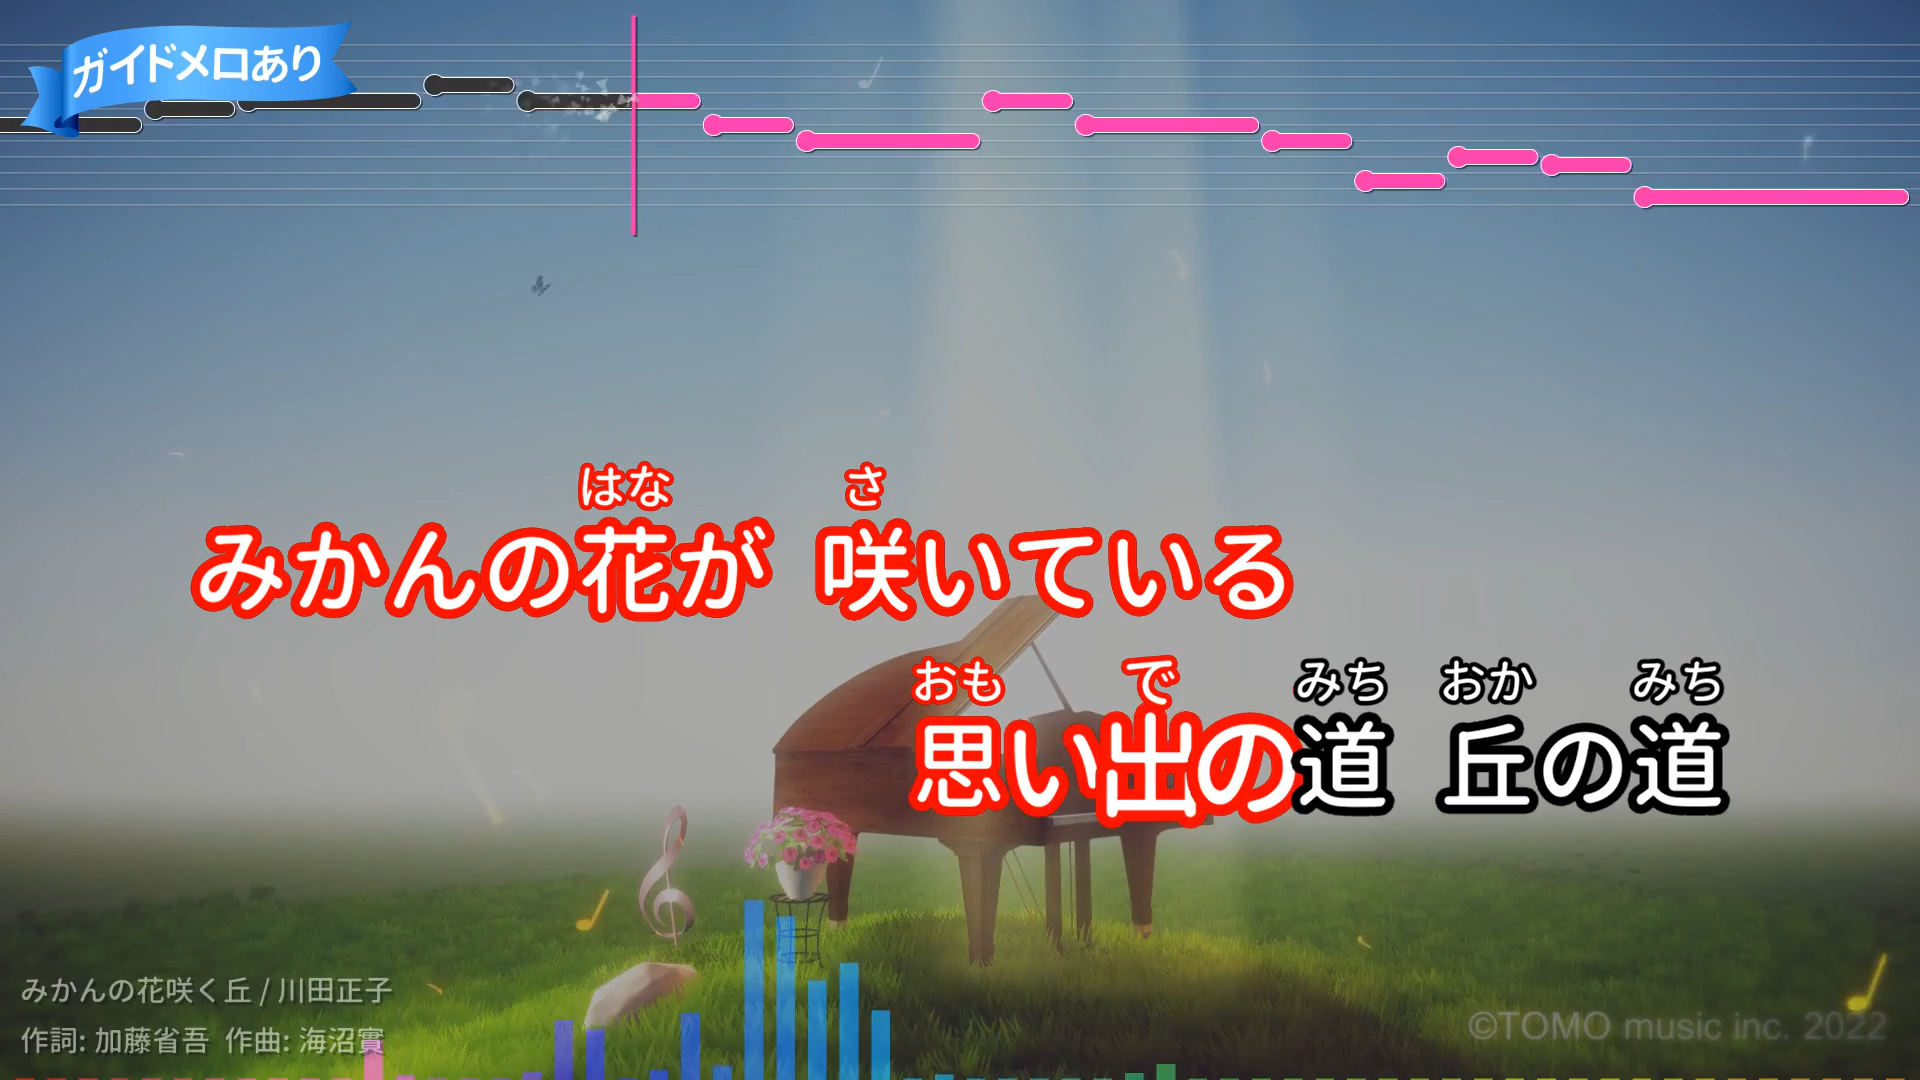 ガイドメロあり
はな さ
みかんの花が 咲いている
おも で みち おか みち
思い出の道 丘の道
みかんの花咲く丘 / 川田正子
作詞: 加藤省吾 作曲: 海沼實
©TOMO music inc. 2022